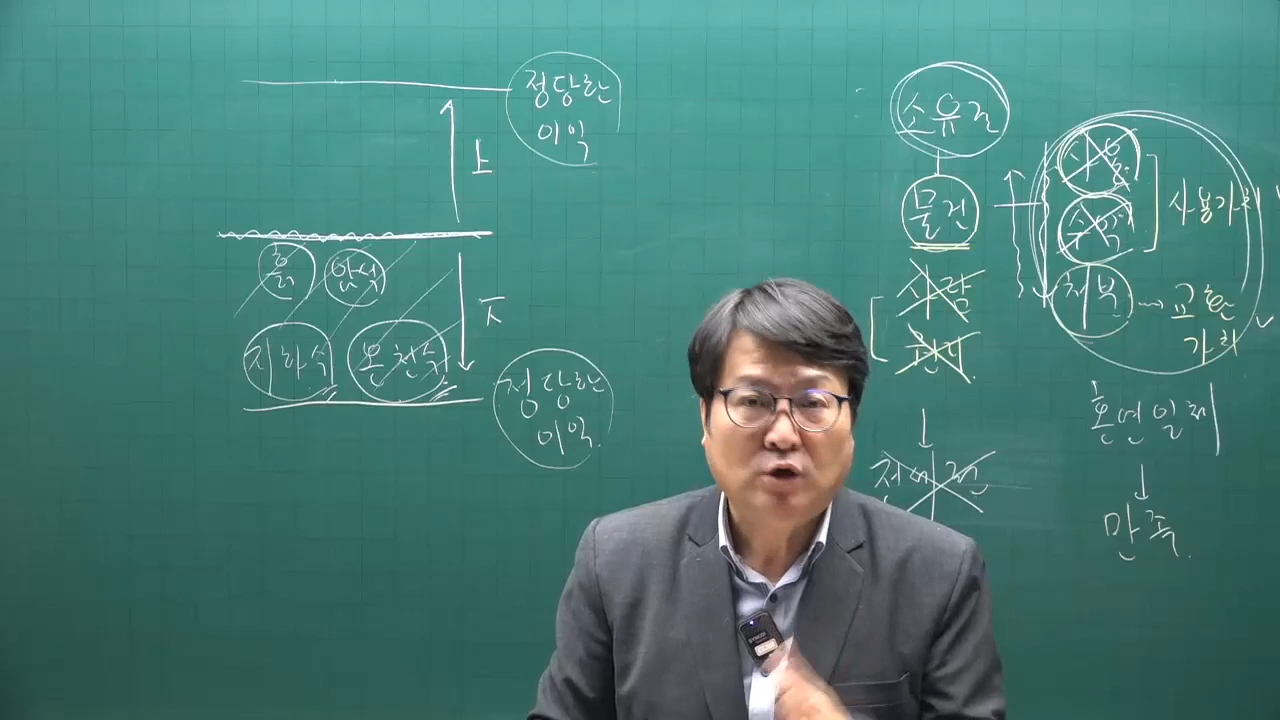 정당한
이익
上
흙
암석
지하수
온천수
下
정당한
이익.
소유권
물건
사람
권리
전세권
사용
수익
처분
사용가치
교환
가치
혼연일체
만족.